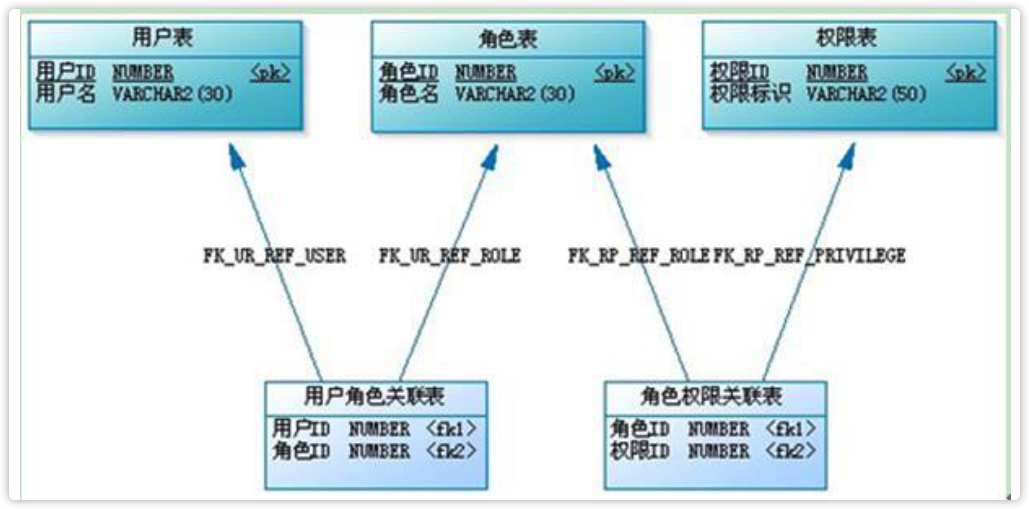 用户表
用户ID NUMBER <pk>
用户名 VARCHAR2(30)
角色表
角色ID NUMBER <pk>
角色名 VARCHAR2(30)
权限表
权限ID NUMBER <pk>
权限标识 VARCHAR2(50)
FK_UR_REF_USER
FK_UR_REF_ROLE
FK_RP_REF_ROLE
FK_RP_REF_PRIVILEGE
用户角色关联表
用户ID NUMBER <fk1>
角色ID NUMBER <fk2>
角色权限关联表
角色ID NUMBER <fk1>
权限ID NUMBER <fk2>